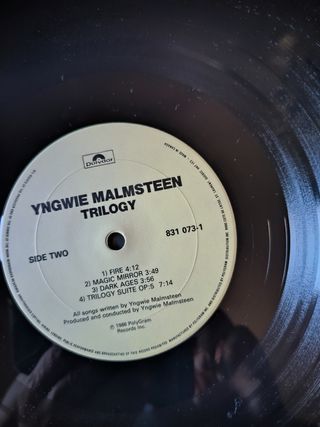 Polydor
YNGWIE MALMSTEEN
TRILOGY
831 073-1
SIDE TWO
1) FIRE 4:12
2) MAGIC MIRROR 3:49
3) DARK AGES 3:56
4) TRILOGY SUITE OP:5 7:14
All songs written by Yngwie Malmsteen
Produced and conducted by Yngwie Malmsteen
℗ 1986 PolyGram
Records Inc.